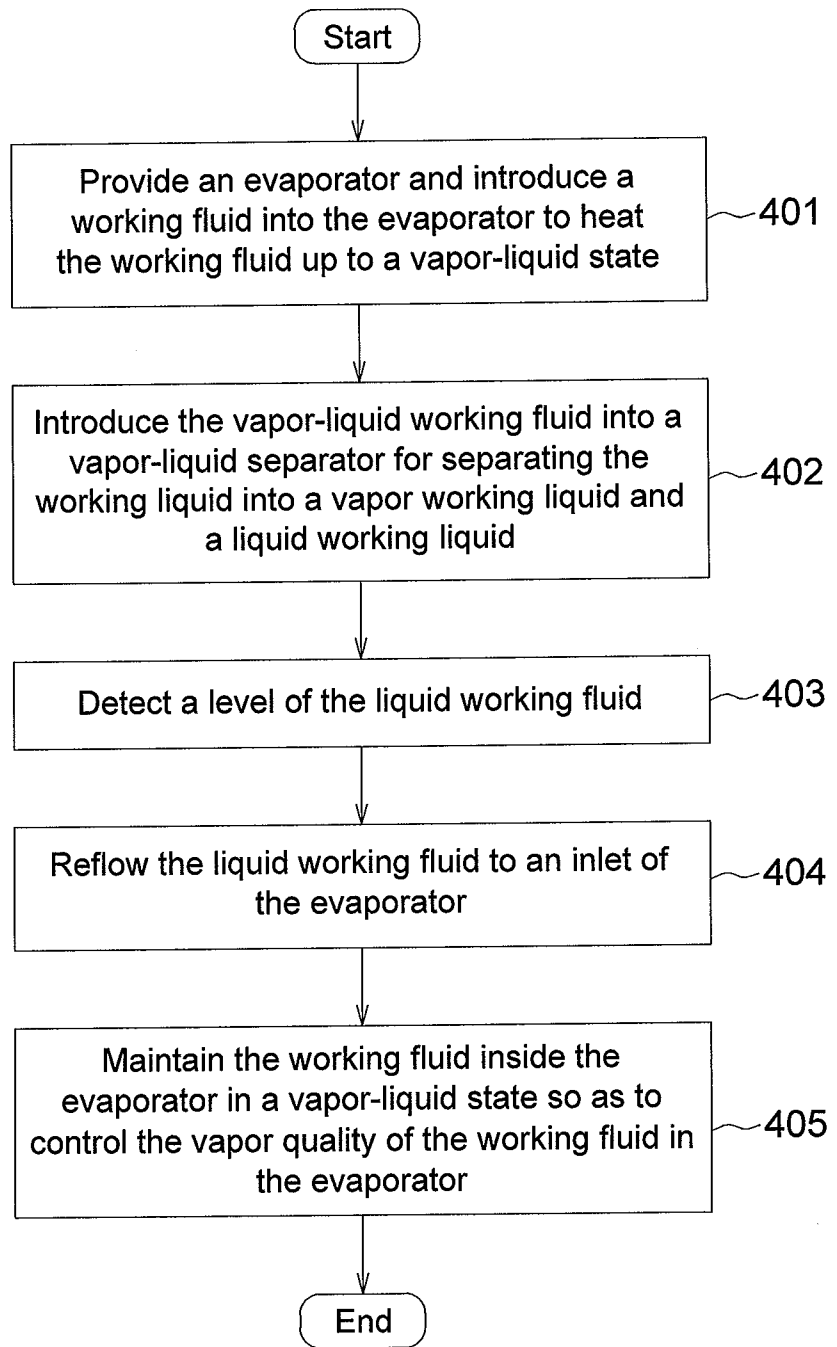 Start
Provide an evaporator and introduce a
working fluid into the evaporator to heat
the working fluid up to a vapor-liquid state
401
Introduce the vapor-liquid working fluid into a
vapor-liquid separator for separating the
working liquid into a vapor working liquid and
a liquid working liquid
402
Detect a level of the liquid working fluid
403
Reflow the liquid working fluid to an inlet of
the evaporator
404
Maintain the working fluid inside the
evaporator in a vapor-liquid state so as to
control the vapor quality of the working fluid in
the evaporator
405
End